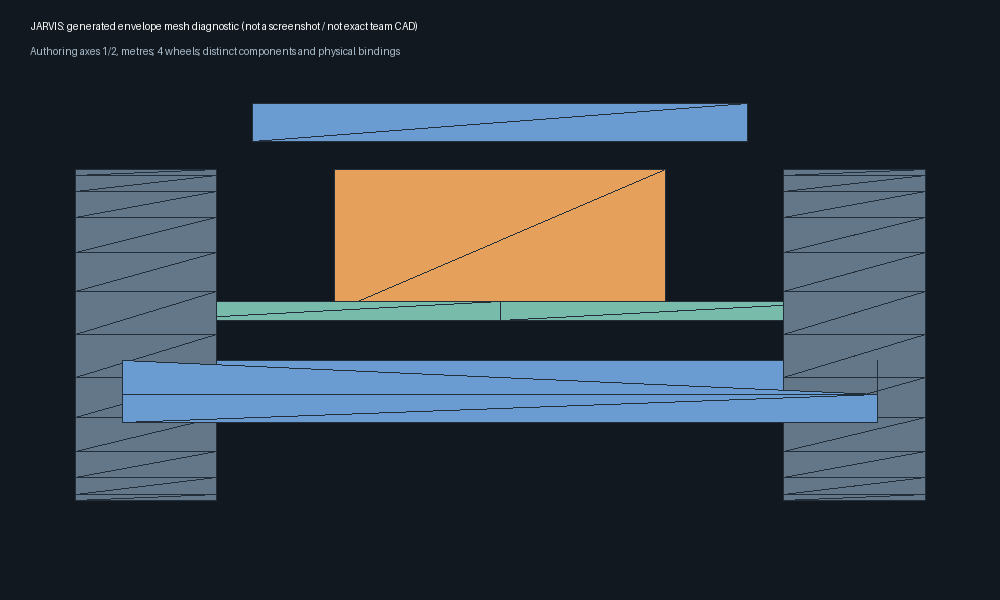 JARVIS: generated envelope mesh diagnostic (not a screenshot / not exact team CAD)
Authoring axes 1/2, metres; 4 wheels; distinct components and physical bindings